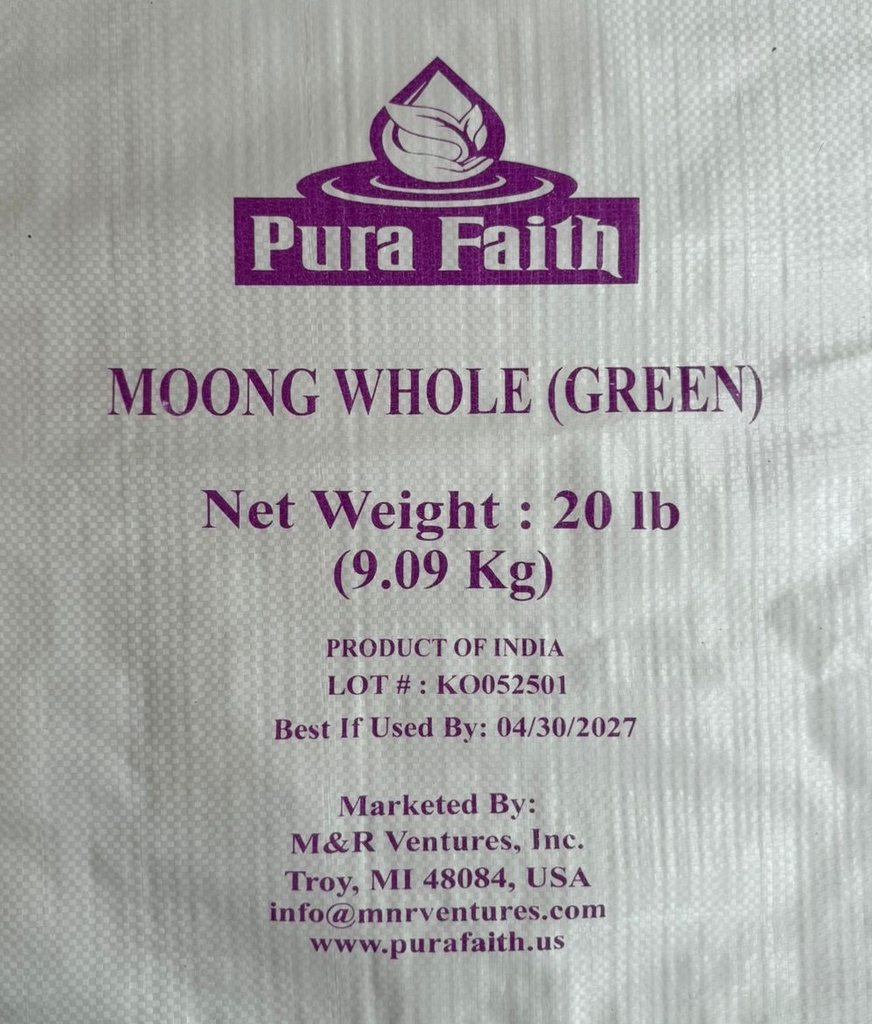 Pura Faith
MOONG WHOLE (GREEN)
Net Weight : 20 lb
(9.09 Kg)
PRODUCT OF INDIA
LOT # : KO052501
Best If Used By: 04/30/2027
Marketed By:
M&R Ventures, Inc.
Troy, MI 48084, USA
info@mnrventures.com
www.purafaith.us